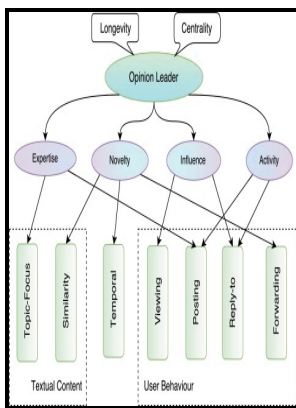 Longevity
Centrality
Opinion Leader
Expertise
Novelty
Influence
Activity
Topic-Focus
Similarity
Temporal
Viewing
Posting
Reply-to
Forwarding
Textual Content
User Behaviour